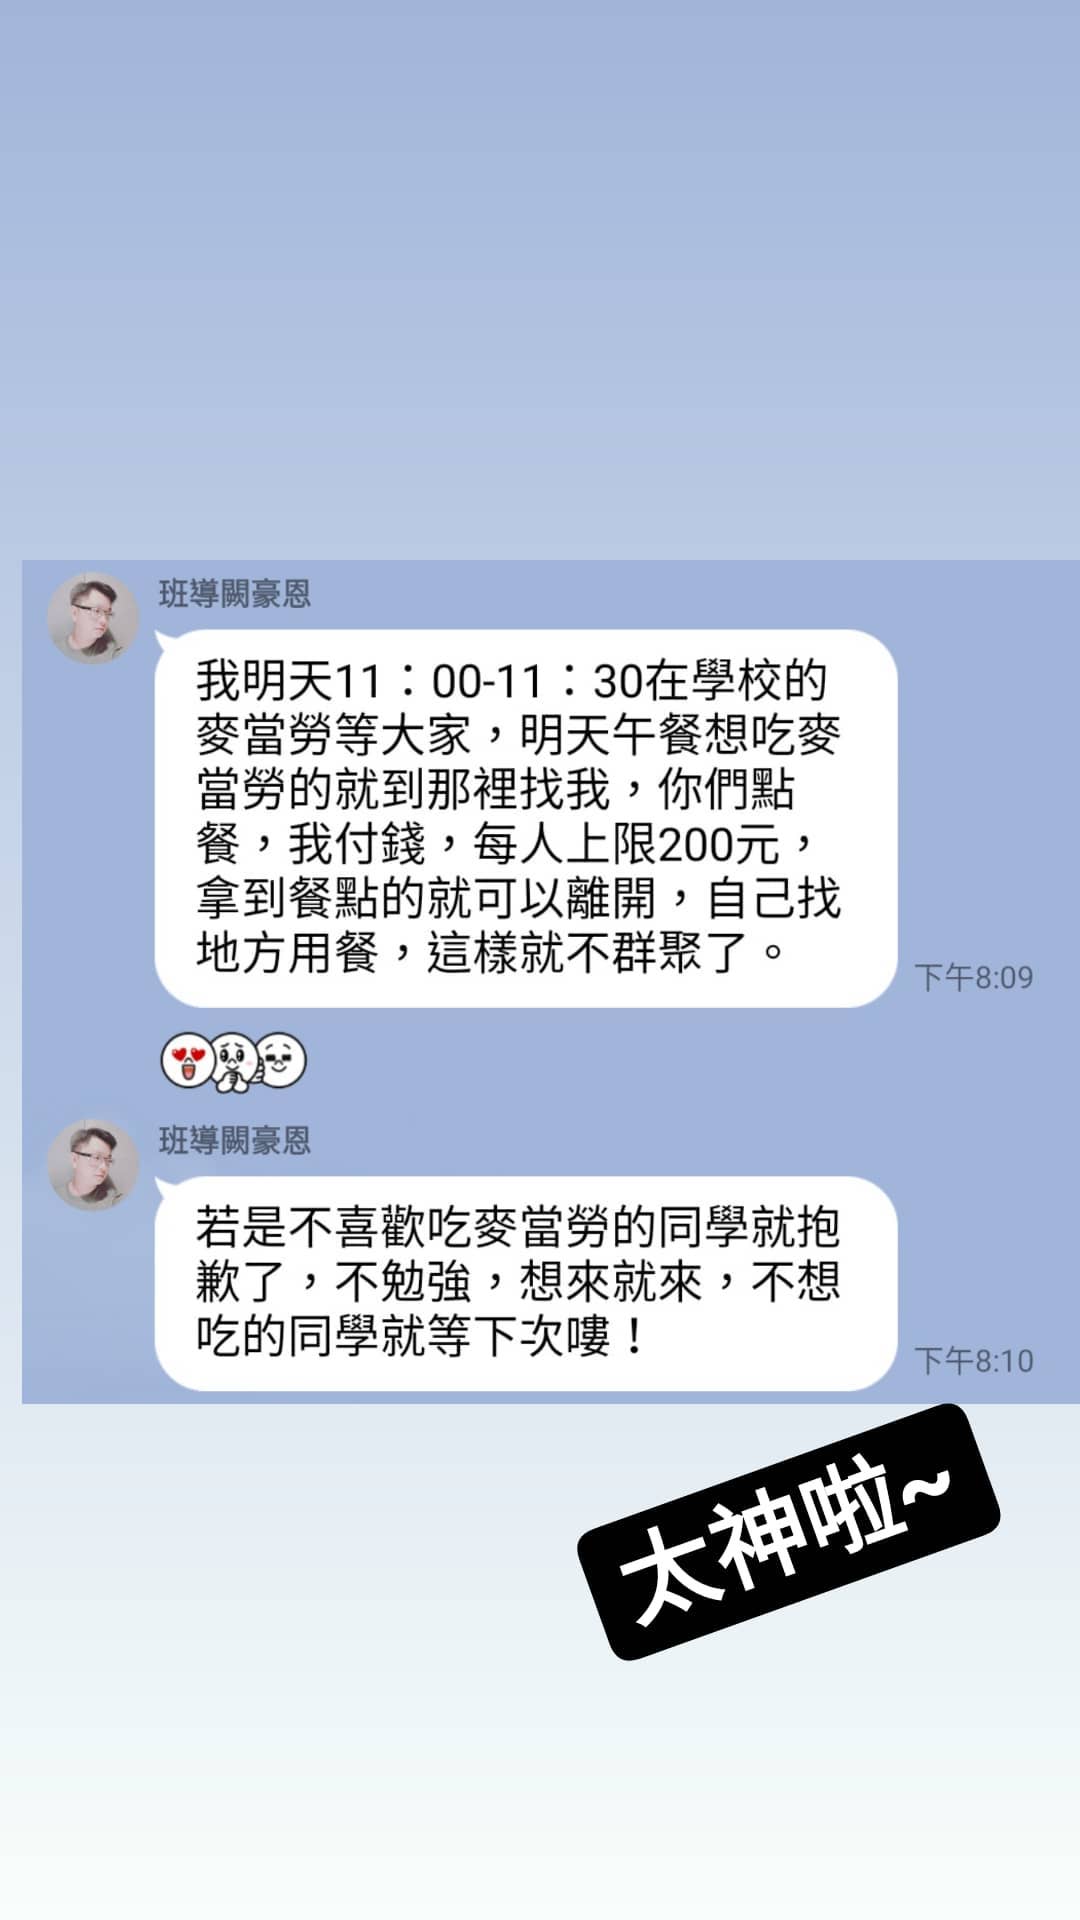 班導闕豪恩
我明天11：00-11：30在學校的
麥當勞等大家，明天午餐想吃麥
當勞的就到那裡找我，你們點
餐，我付錢，每人上限200元，
拿到餐點的就可以離開，自己找
地方用餐，這樣就不群聚了。
下午8:09
班導闕豪恩
若是不喜歡吃麥當勞的同學就抱
歉了，不勉強，想來就來，不想
吃的同學就等下次嘍！
下午8:10
太神啦~